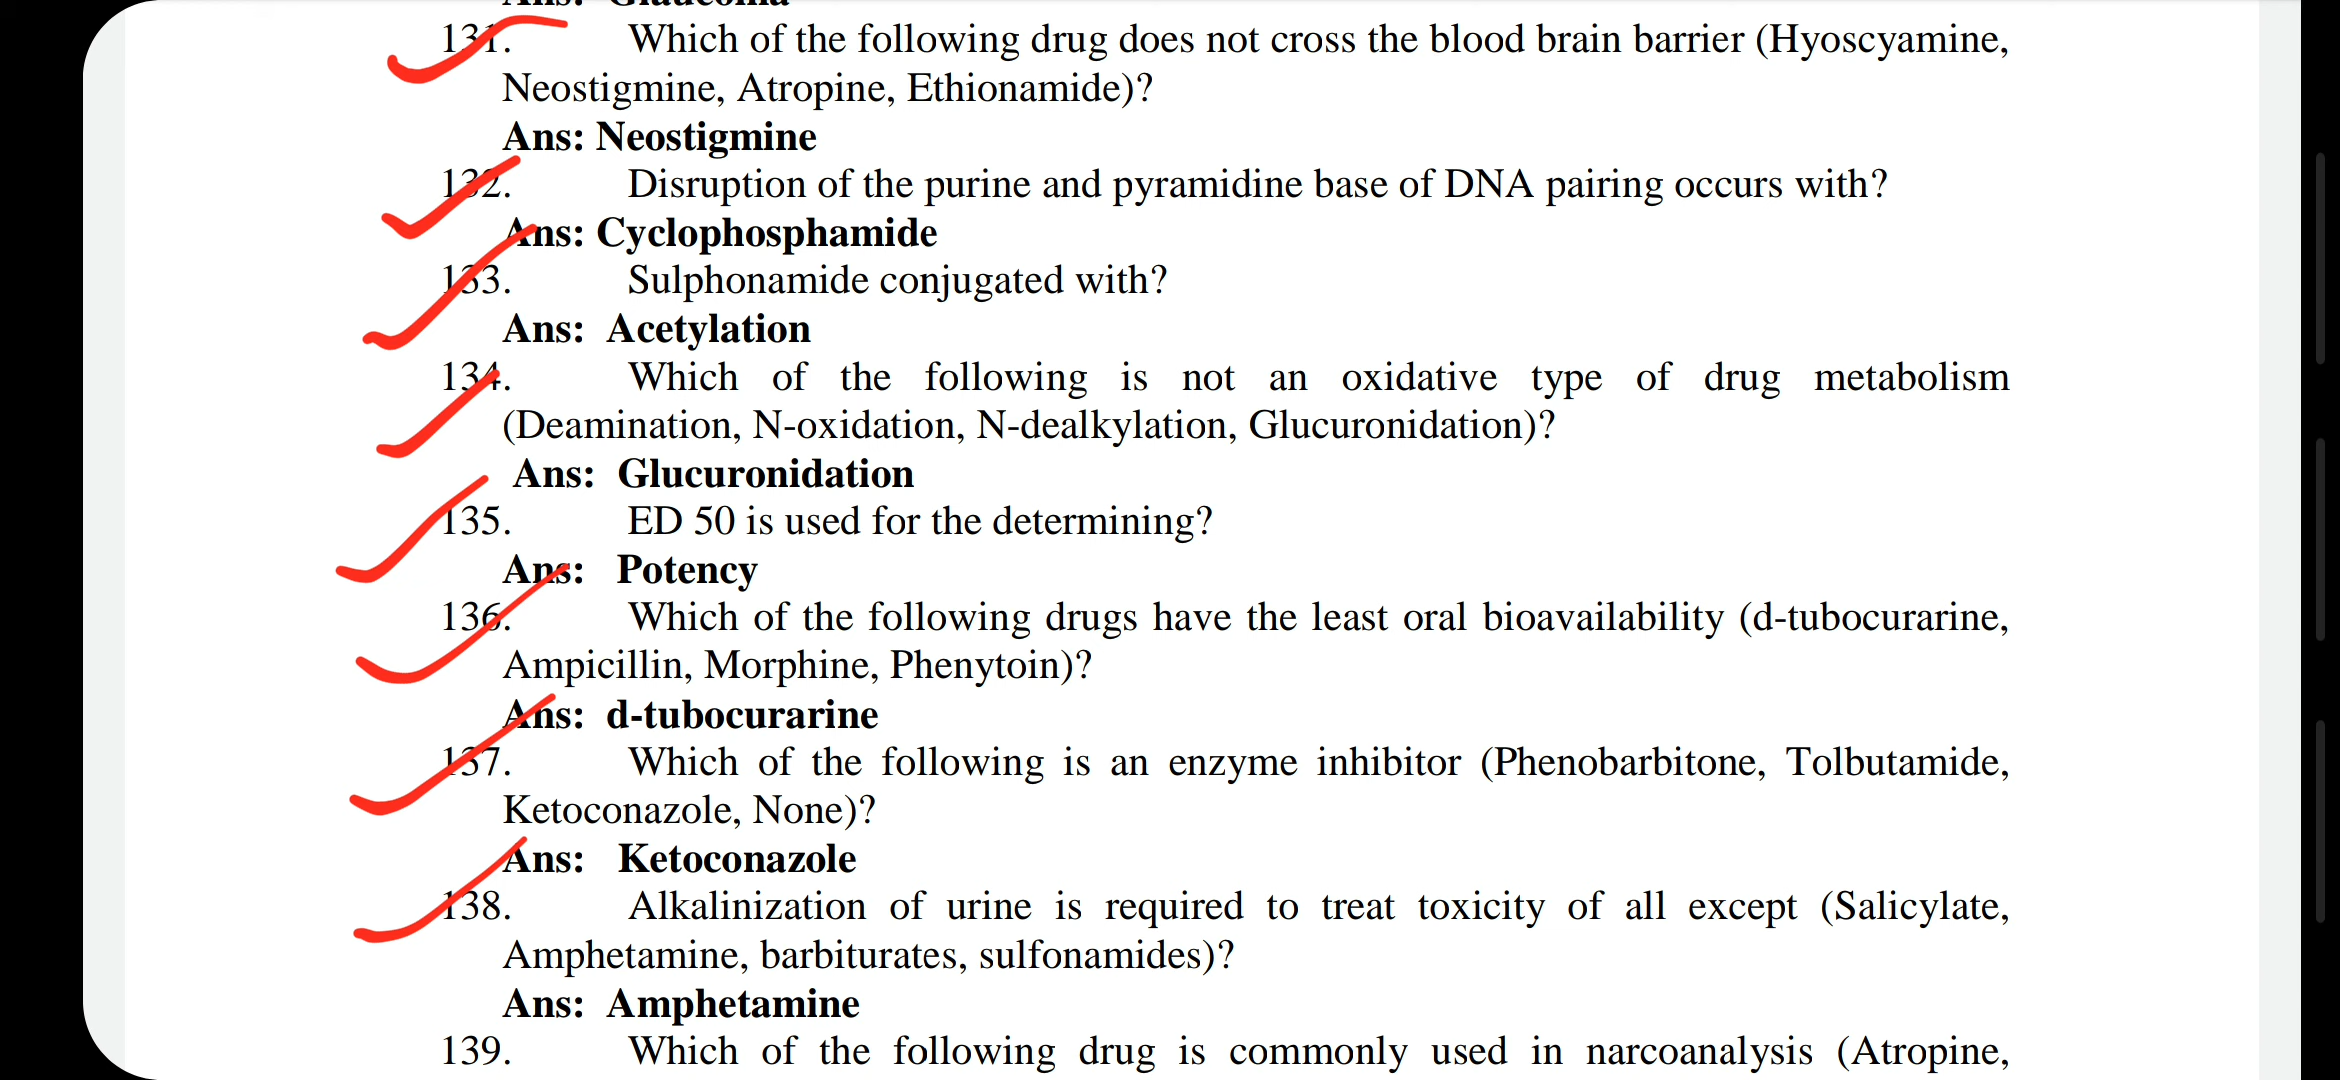 Ans: Glaucoma
131. Which of the following drug does not cross the blood brain barrier (Hyoscyamine,
Neostigmine, Atropine, Ethionamide)?
Ans: Neostigmine
132. Disruption of the purine and pyramidine base of DNA pairing occurs with?
Ans: Cyclophosphamide
133. Sulphonamide conjugated with?
Ans: Acetylation
134. Which of the following is not an oxidative type of drug metabolism
(Deamination, N-oxidation, N-dealkylation, Glucuronidation)?
Ans: Glucuronidation
135. ED 50 is used for the determining?
Ans: Potency
136. Which of the following drugs have the least oral bioavailability (d-tubocurarine,
Ampicillin, Morphine, Phenytoin)?
Ans: d-tubocurarine
137. Which of the following is an enzyme inhibitor (Phenobarbitone, Tolbutamide,
Ketoconazole, None)?
Ans: Ketoconazole
138. Alkalinization of urine is required to treat toxicity of all except (Salicylate,
Amphetamine, barbiturates, sulfonamides)?
Ans: Amphetamine
139. Which of the following drug is commonly used in narcoanalysis (Atropine,